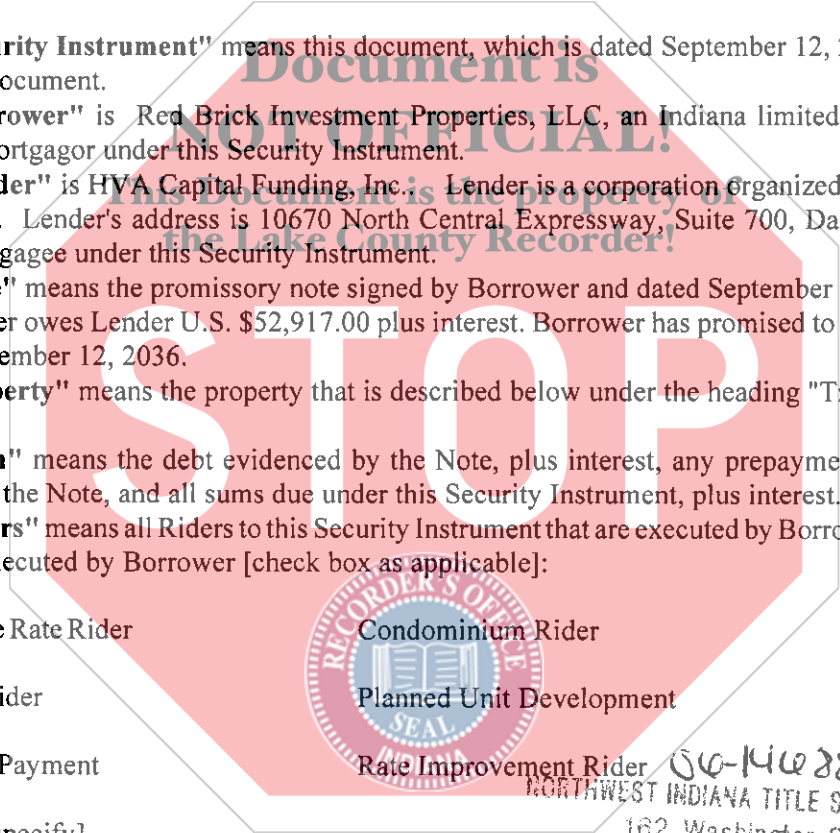 rity Instrument" means this document, which is dated September 12,
ocument.
rower" is Red Brick Investment Properties, LLC, an Indiana limited
ortgagor under this Security Instrument.
der" is HVA Capital Funding, Inc.. Lender is a corporation organized
. Lender's address is 10670 North Central Expressway, Suite 700, Da
gagee under this Security Instrument.
" means the promissory note signed by Borrower and dated September
er owes Lender U.S. $52,917.00 plus interest. Borrower has promised to
ember 12, 2036.
perty" means the property that is described below under the heading "T
" means the debt evidenced by the Note, plus interest, any prepayme
the Note, and all sums due under this Security Instrument, plus interest.
rs" means all Riders to this Security Instrument that are executed by Borro
ecuted by Borrower [check box as applicable]:
e Rate Rider Condominium Rider
ider Planned Unit Development
Payment Rate Improvement Rider
NORTHWEST INDIANA TITLE S
162 Washington
pecify]
Document is
NOT OFFICIAL!
This Document is the property of
the Lake County Recorder!
STOP
RECORDER'S OFFICE
SEAL
INDIANA